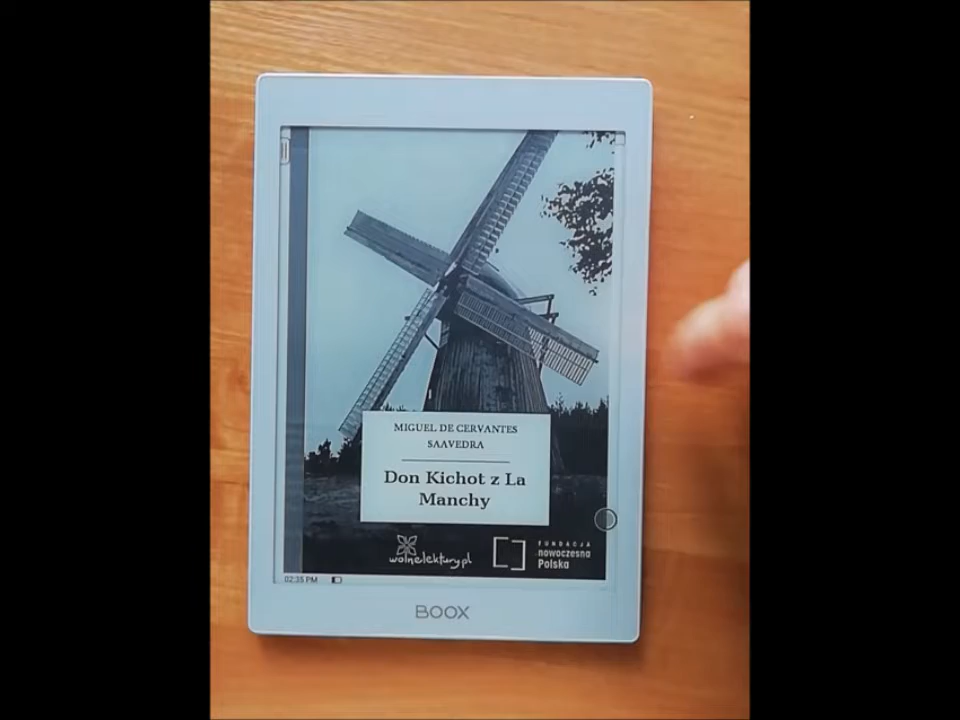 MIGUEL DE CERVANTES
SAAVEDRA
Don Kichot z La
Manchy
wolnelektury.pl
FUNDACJA
nowoczesna
Polska
02:35 PM
BOOX